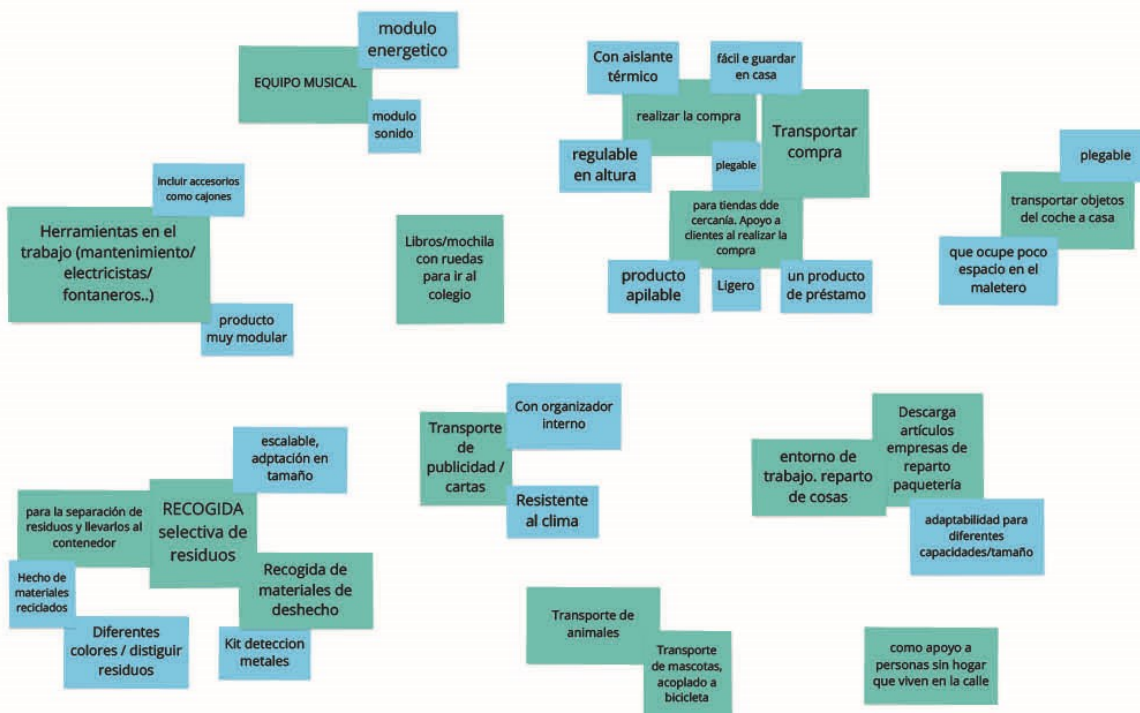 modulo
energetico
EQUIPO MUSICAL
modulo
sonido
Con aislante
térmico
fácil e guardar
en casa
realizar la compra
Transportar
compra
regulable
en altura
plegable
para tiendas dde
cercanía. Apoyo a
clientes al realizar la
compra
producto
apilable
Ligero
un producto
de préstamo
plegable
transportar objetos
del coche a casa
que ocupe poco
espacio en el
maletero
incluir accesorios
como cajones
Herramientas en el
trabajo (mantenimiento/
electricistas/
fontaneros..)
producto
muy modular
Libros/mochila
con ruedas
para ir al
colegio
escalable,
adptación en
tamaño
para la separación de
residuos y llevarlos al
contenedor
RECOGIDA
selectiva de
residuos
Recogida de
materiales de
deshecho
Hecho de
materiales
reciclados
Diferentes
colores / distiguir
residuos
Kit deteccion
metales
Con organizador
interno
Transporte
de
publicidad /
cartas
Resistente
al clima
Descarga
artículos
empresas de
reparto
paquetería
entorno de
trabajo. reparto
de cosas
adaptabilidad para
diferentes
capacidades/tamaño
Transporte de
animales
Transporte
de mascotas,
acoplado a
bicicleta
como apoyo a
personas sin hogar
que viven en la calle